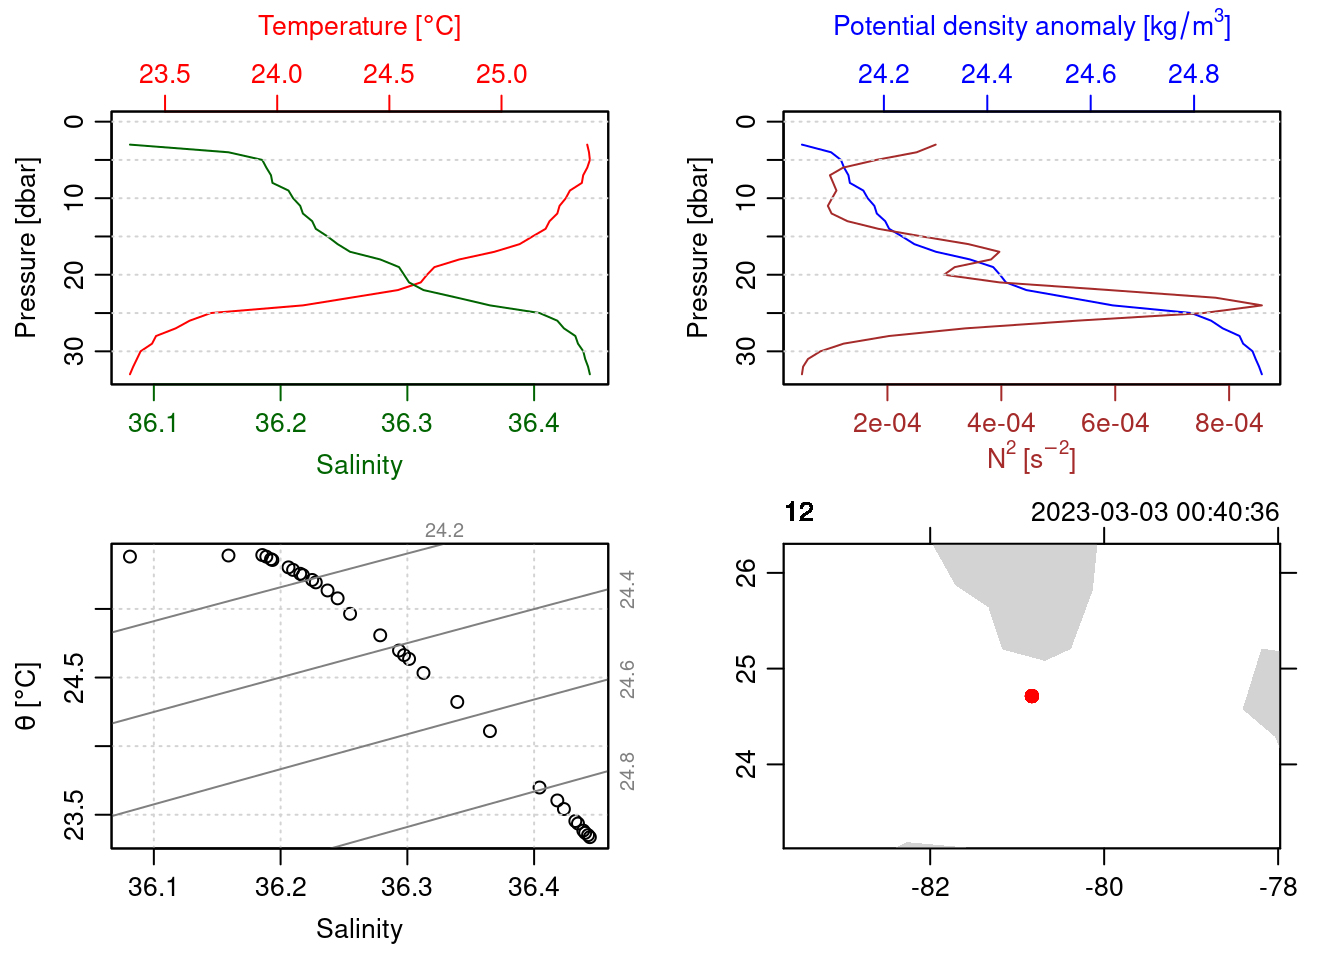 Temperature [°C]
23.5 24.0 24.5 25.0
Pressure [dbar]
0 10 20 30
36.1 36.2 36.3 36.4
Salinity
Potential density anomaly [kg/m³]
24.2 24.4 24.6 24.8
Pressure [dbar]
0 10 20 30
2e-04 4e-04 6e-04 8e-04
N² [s⁻²]
24.2
24.4
24.6
24.8
θ [°C]
23.5 24.5
36.1 36.2 36.3 36.4
Salinity
12 2023-03-03 00:40:36
26
25
24
-82 -80 -78